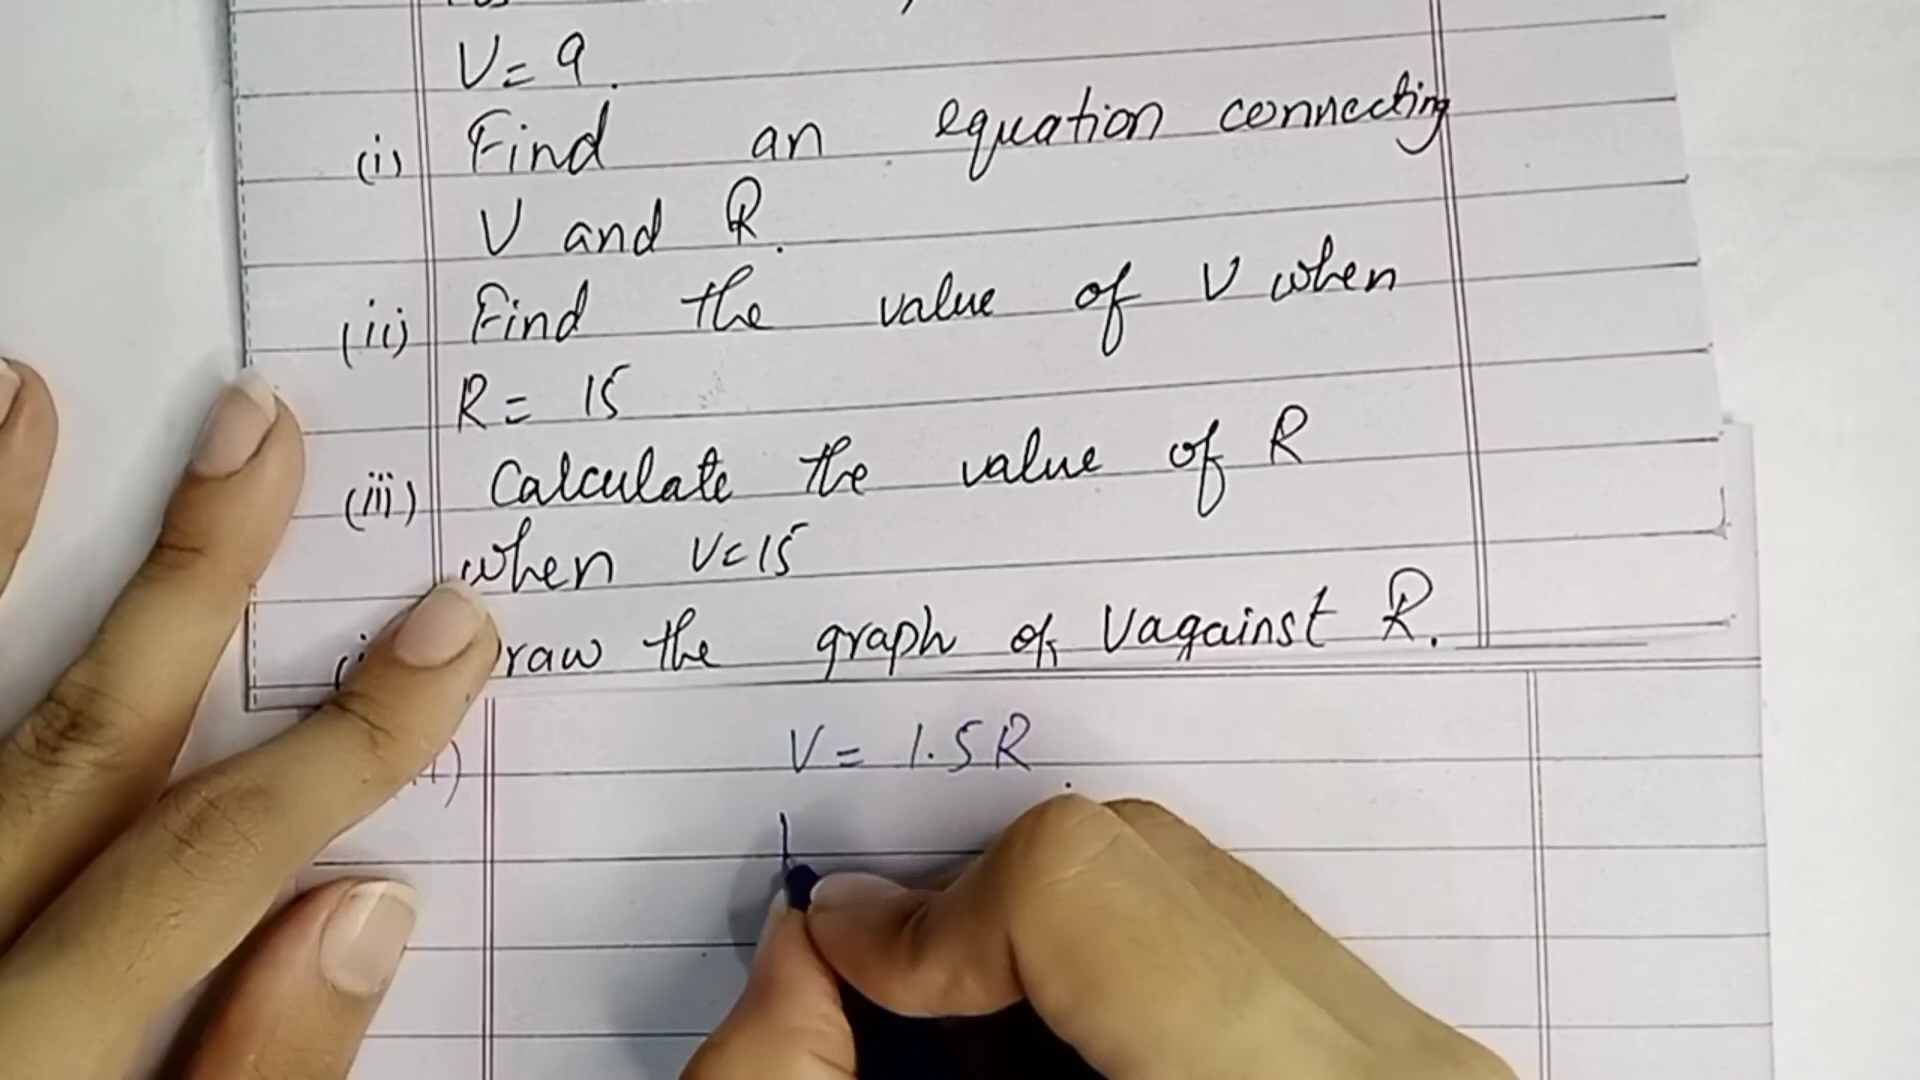 V = 9.
(i) Find an equation connecting
V and R.
(ii) Find the value of V when
R = 15
(iii) Calculate the value of R
when V=15
raw the graph of V against R.
V = 1.5R